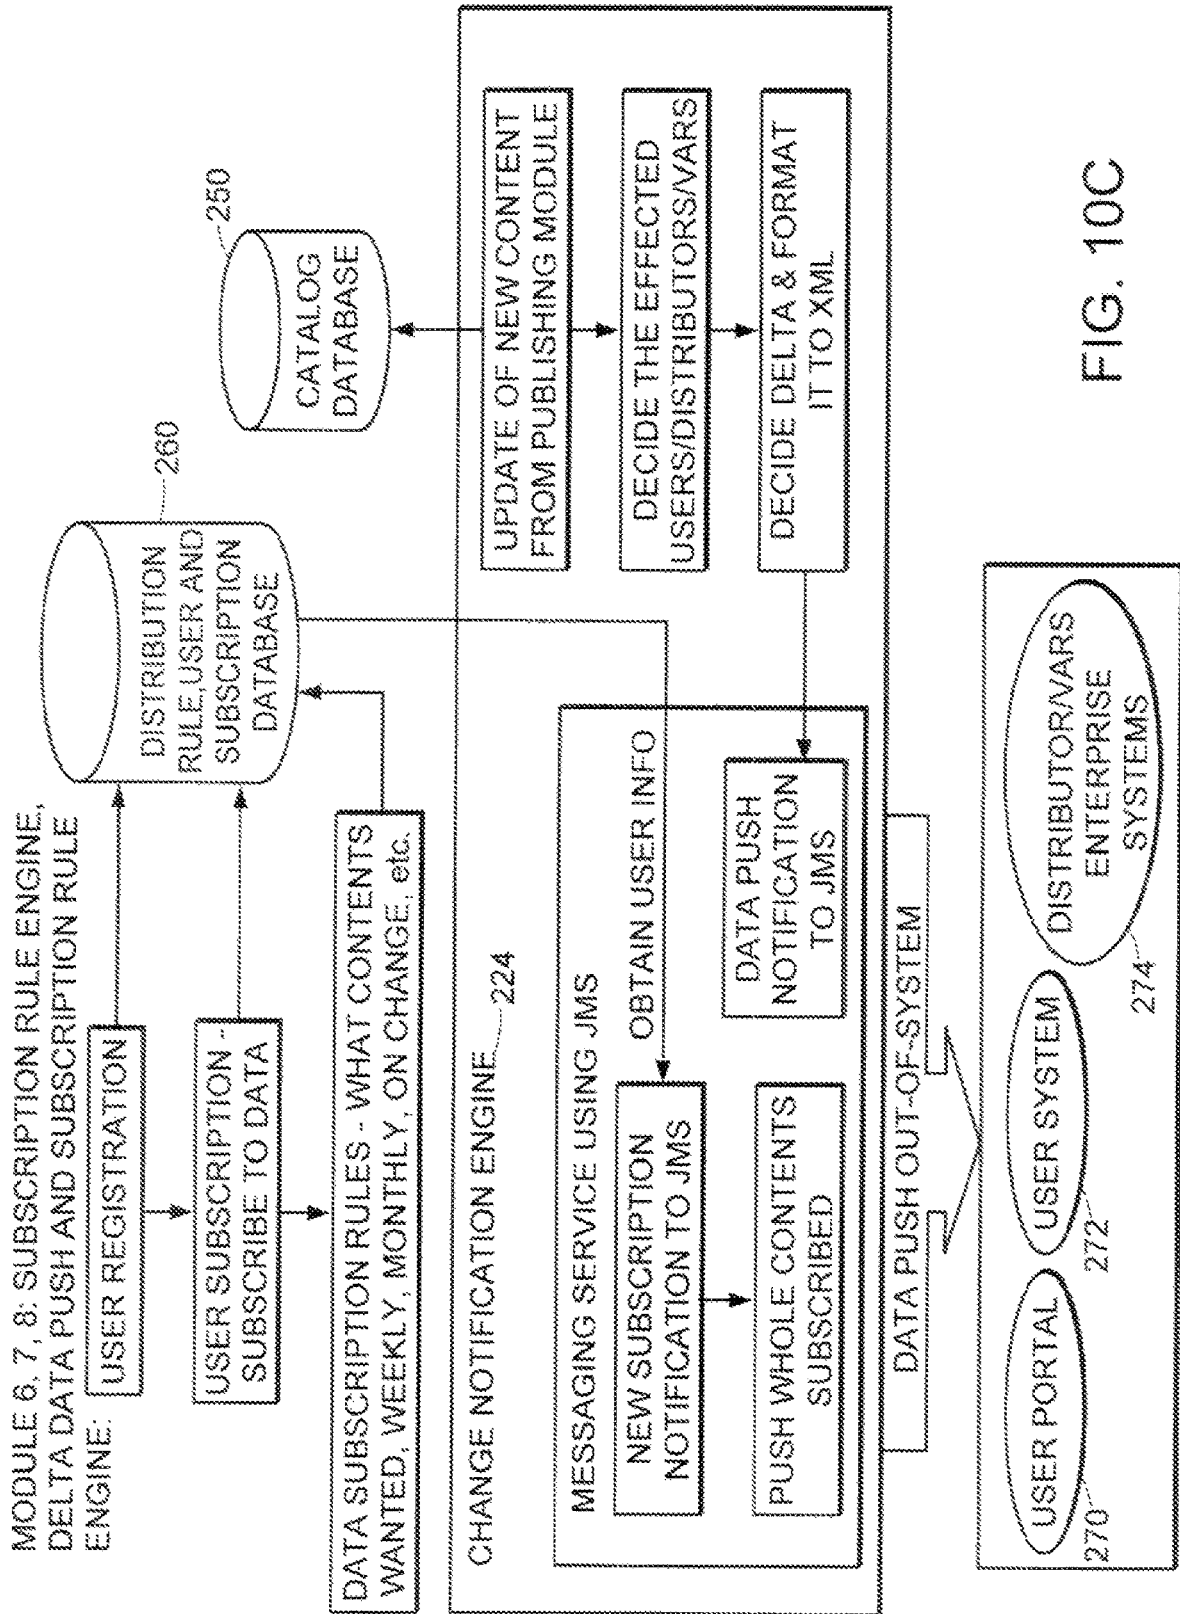 MODULE 6, 7, 8: SUBSCRIPTION RULE ENGINE,
DELTA DATA PUSH AND SUBSCRIPTION RULE
ENGINE:
USER REGISTRATION
USER SUBSCRIPTION -
SUBSCRIBE TO DATA
DATA SUBSCRIPTION RULES - WHAT CONTENTS
WANTED, WEEKLY, MONTHLY, ON CHANGE, etc.
DISTRIBUTION
RULE,USER AND
SUBSCRIPTION
DATABASE
260
CATALOG
DATABASE
250
CHANGE NOTIFICATION ENGINE
224
MESSAGING SERVICE USING JMS
OBTAIN USER INFO
NEW SUBSCRIPTION
NOTIFICATION TO JMS
PUSH WHOLE CONTENTS
SUBSCRIBED
DATA PUSH
NOTIFICATION
TO JMS
UPDATE OF NEW CONTENT
FROM PUBLISHING MODULE
DECIDE THE EFFECTED
USERS/DISTRIBUTORS/VARS
DECIDE DELTA & FORMAT
IT TO XML
DATA PUSH OUT-OF-SYSTEM
USER PORTAL
270
USER SYSTEM
272
DISTRIBUTOR/VARS
ENTERPRISE
SYSTEMS
274
FIG. 10C